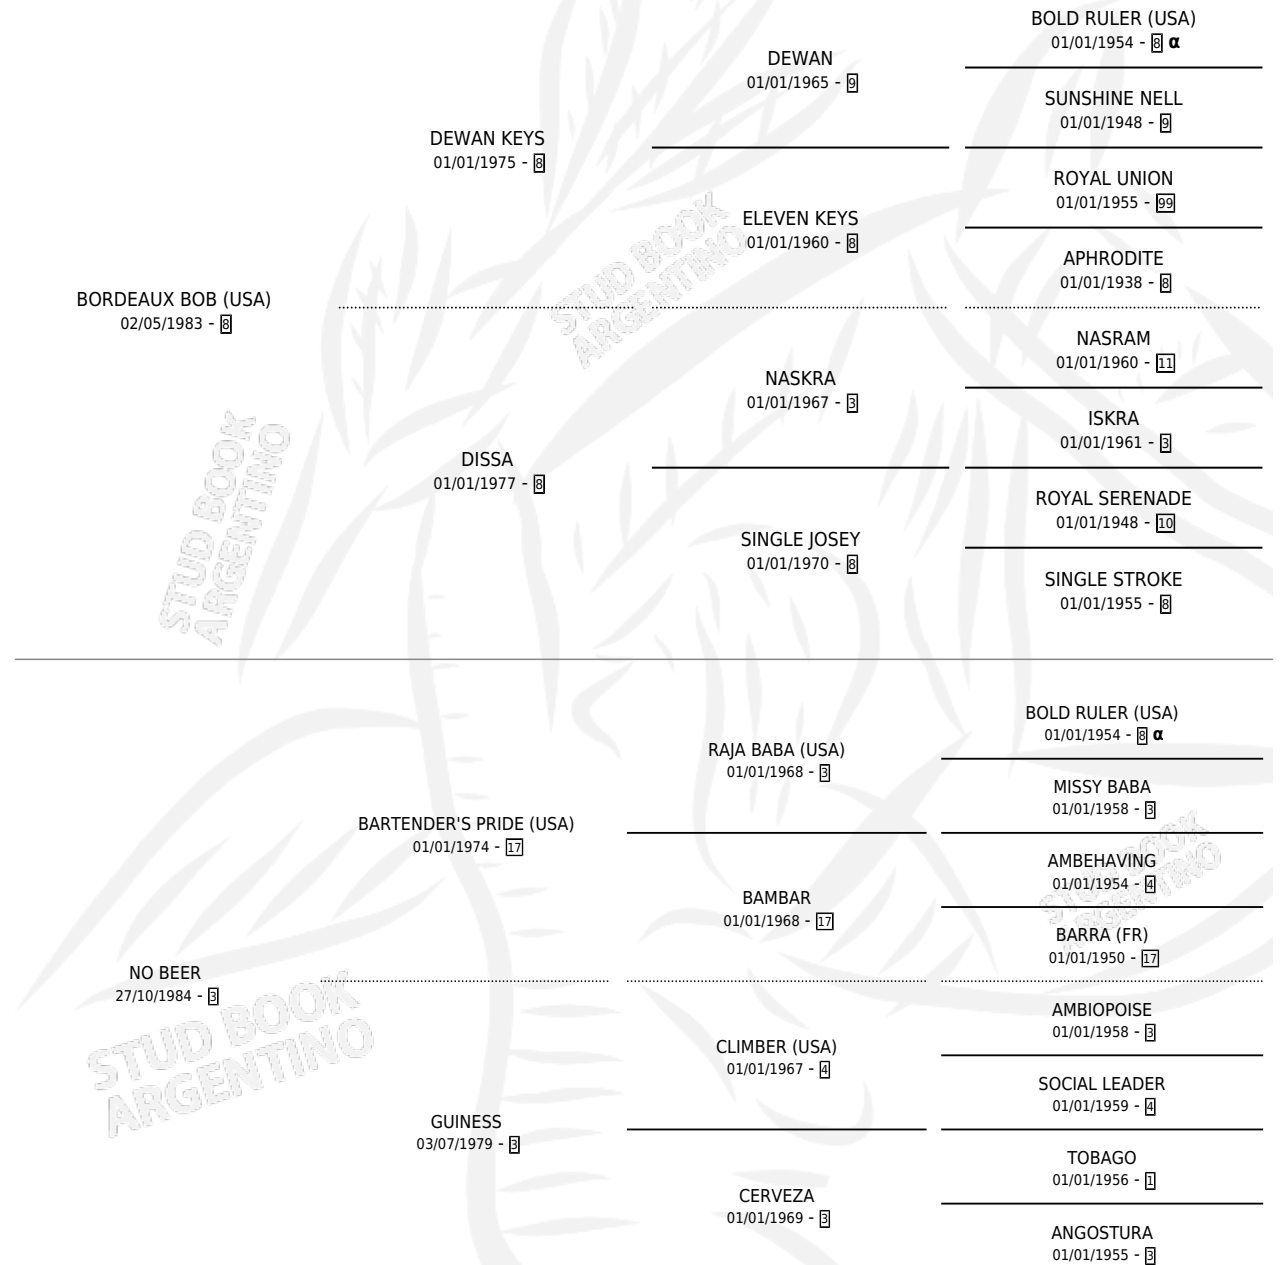 BOLD RULER (USA)
01/01/1954 - 8 α
DEWAN
01/01/1965 - 9
SUNSHINE NELL
01/01/1948 - 9
DEWAN KEYS
01/01/1975 - 8
ROYAL UNION
01/01/1955 - 99
ELEVEN KEYS
01/01/1960 - 8
APHRODITE
01/01/1938 - 8
STUD BOOK
ARGENTINO
BORDEAUX BOB (USA)
02/05/1983 - 8
NASRAM
01/01/1960 - 11
NASKRA
01/01/1967 - 3
ISKRA
01/01/1961 - 3
DISSA
01/01/1977 - 8
ROYAL SERENADE
01/01/1948 - 10
SINGLE JOSEY
01/01/1970 - 8
SINGLE STROKE
01/01/1955 - 8
STUD BOOK
ARGENTINO
BOLD RULER (USA)
01/01/1954 - 8 α
RAJA BABA (USA)
01/01/1968 - 3
MISSY BABA
01/01/1958 - 3
BARTENDER'S PRIDE (USA)
01/01/1974 - 17
AMBEHAVING
01/01/1954 - 4
BAMBAR
01/01/1968 - 17
BARRA (FR)
01/01/1950 - 17
STUD BOOK
ARGENTINO
NO BEER
27/10/1984 - 3
AMBIOPOISE
01/01/1958 - 3
CLIMBER (USA)
01/01/1967 - 4
SOCIAL LEADER
01/01/1959 - 4
GUINESS
03/07/1979 - 3
TOBAGO
01/01/1956 - 1
CERVEZA
01/01/1969 - 3
ANGOSTURA
01/01/1955 - 3
STUD BOOK
ARGENTINO